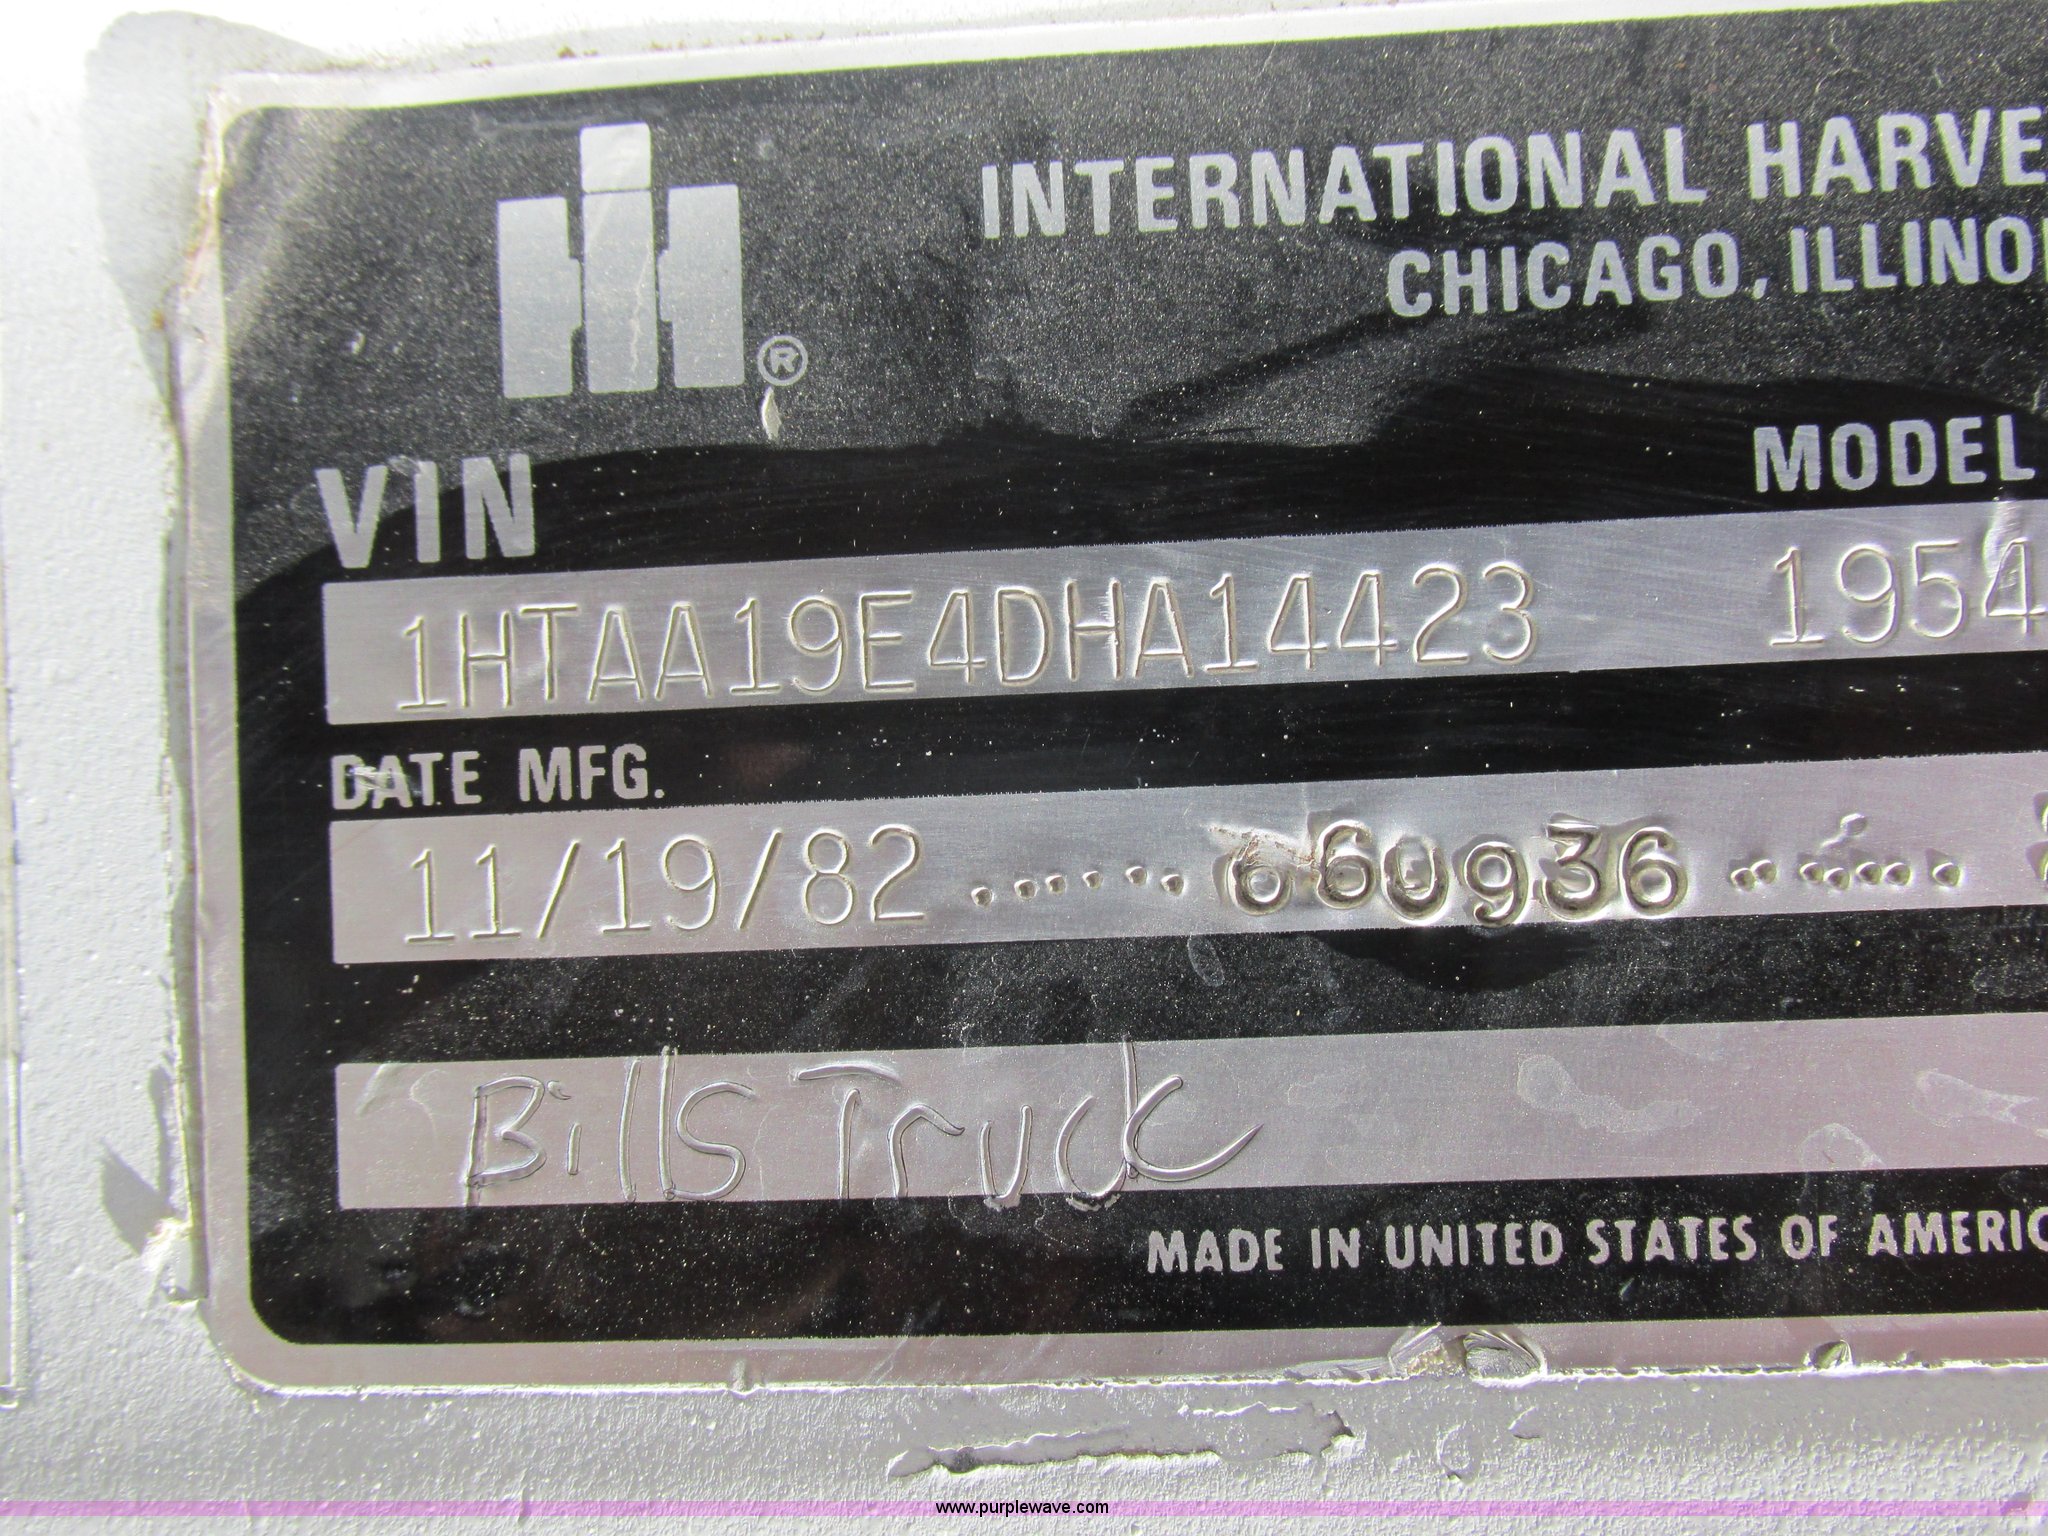 INTERNATIONAL HARVE
CHICAGO, ILLINOI
®
VIN
MODEL
1HTAA19E4DHA14423
1954
DATE MFG.
11/19/82 ...... 660936 ......
Bills Truck
MADE IN UNITED STATES OF AMERIC
www.purplewave.com